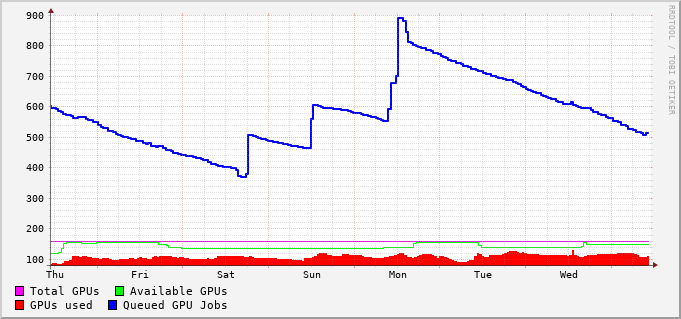 RRDTOOL / TOBI OETIKER
900
800
700
600
500
400
300
200
100
Thu Fri Sat Sun Mon Tue Wed
Total GPUs Available GPUs
GPUs used Queued GPU Jobs